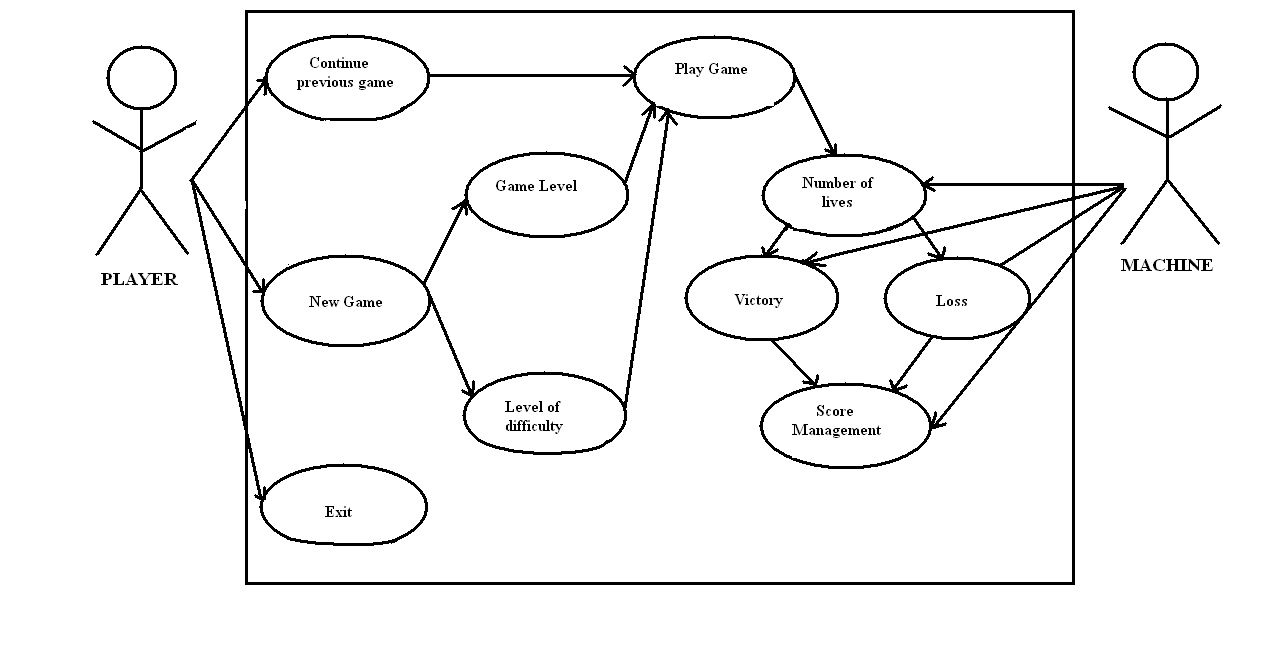 Continue
previous game
Play Game
Game Level
Number of
lives
PLAYER
MACHINE
New Game
Victory
Loss
Level of
difficulty
Score
Management
Exit